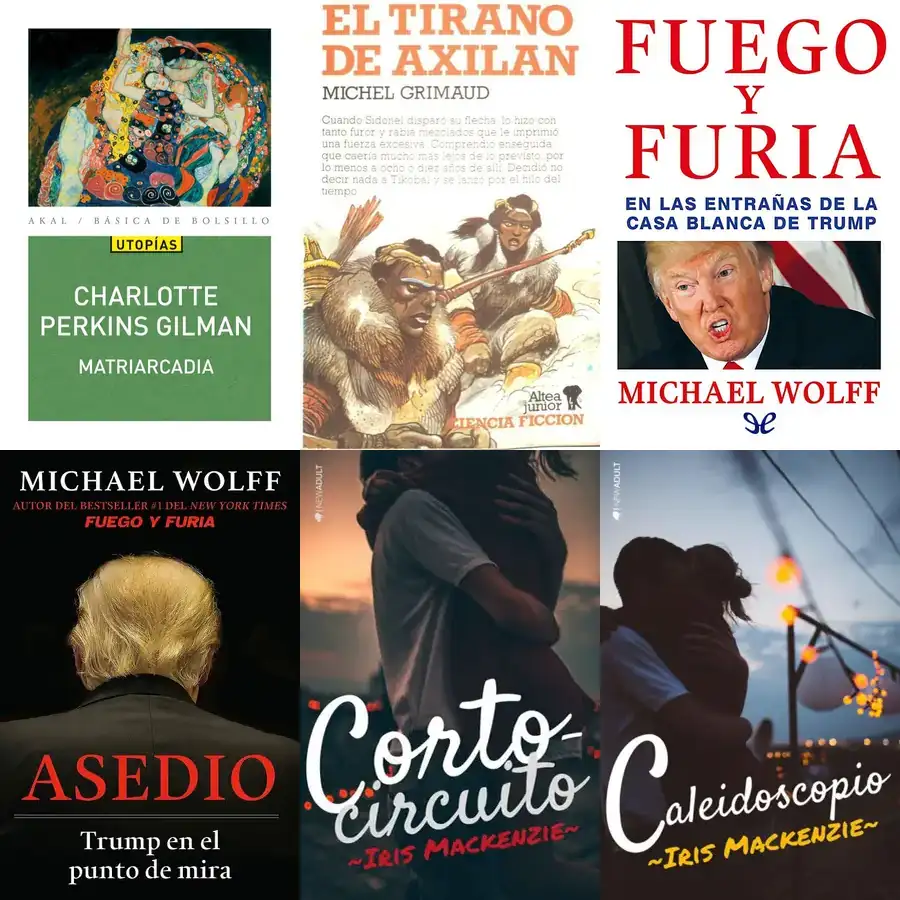 AKAL / BÁSICA DE BOLSILLO
UTOPÍAS
CHARLOTTE
PERKINS GILMAN
MATRIARCADIA
EL TIRANO
DE AXILAN
MICHEL GRIMAUD
Cuando Sidonel disparó su flecha, lo hizo con
tanto furor y rabia mezclados que le imprimió
una fuerza excesiva. Comprendió enseguida
que caería mucho más lejos de lo previsto, por
lo menos a ocho o diez años de allí. Decidió no
decir nada a Tikobal y se lanzó por el hilo del
tiempo
Altea
junior
CIENCIA FICCION
FUEGO
Y
FURIA
EN LAS ENTRAÑAS DE LA
CASA BLANCA DE TRUMP
MICHAEL WOLFF
MICHAEL WOLFF
AUTOR DEL BESTSELLER #1 DEL NEW YORK TIMES
FUEGO Y FURIA
ASEDIO
Trump en el
punto de mira
NEW ADULT
Corto-
circuito
~IRIS MACKENZIE~
NEW ADULT
Caleidoscopio
~IRIS MACKENZIE~